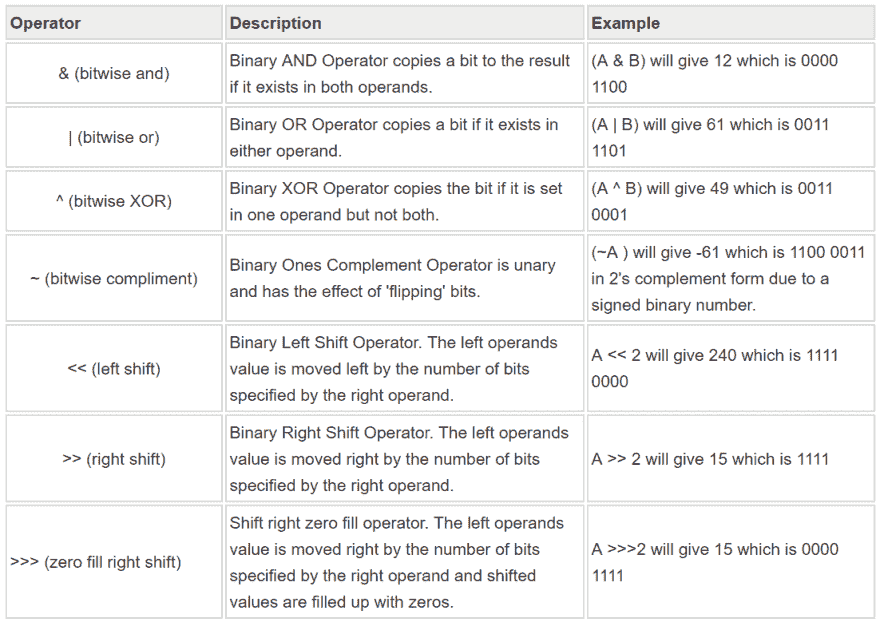 Operator Description Example
& (bitwise and)
Binary AND Operator copies a bit to the result
if it exists in both operands.
(A & B) will give 12 which is 0000
1100
| (bitwise or)
Binary OR Operator copies a bit if it exists in
either operand.
(A | B) will give 61 which is 0011
1101
^ (bitwise XOR)
Binary XOR Operator copies the bit if it is set
in one operand but not both.
(A ^ B) will give 49 which is 0011
0001
~ (bitwise compliment)
Binary Ones Complement Operator is unary
and has the effect of 'flipping' bits.
(~A ) will give -61 which is 1100 0011
in 2's complement form due to a
signed binary number.
<< (left shift)
Binary Left Shift Operator. The left operands
value is moved left by the number of bits
specified by the right operand.
A << 2 will give 240 which is 1111
0000
>> (right shift)
Binary Right Shift Operator. The left operands
value is moved right by the number of bits
specified by the right operand.
A >> 2 will give 15 which is 1111
>>> (zero fill right shift)
Shift right zero fill operator. The left operands
value is moved right by the number of bits
specified by the right operand and shifted
values are filled up with zeros.
A >>>2 will give 15 which is 0000
1111